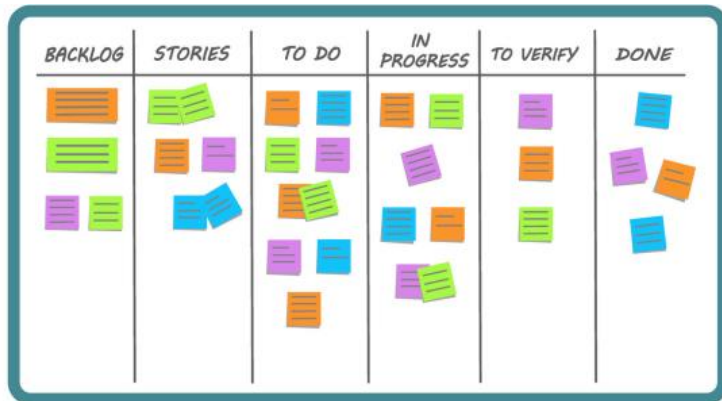 BACKLOG
STORIES
TO DO
IN
PROGRESS
TO VERIFY
DONE